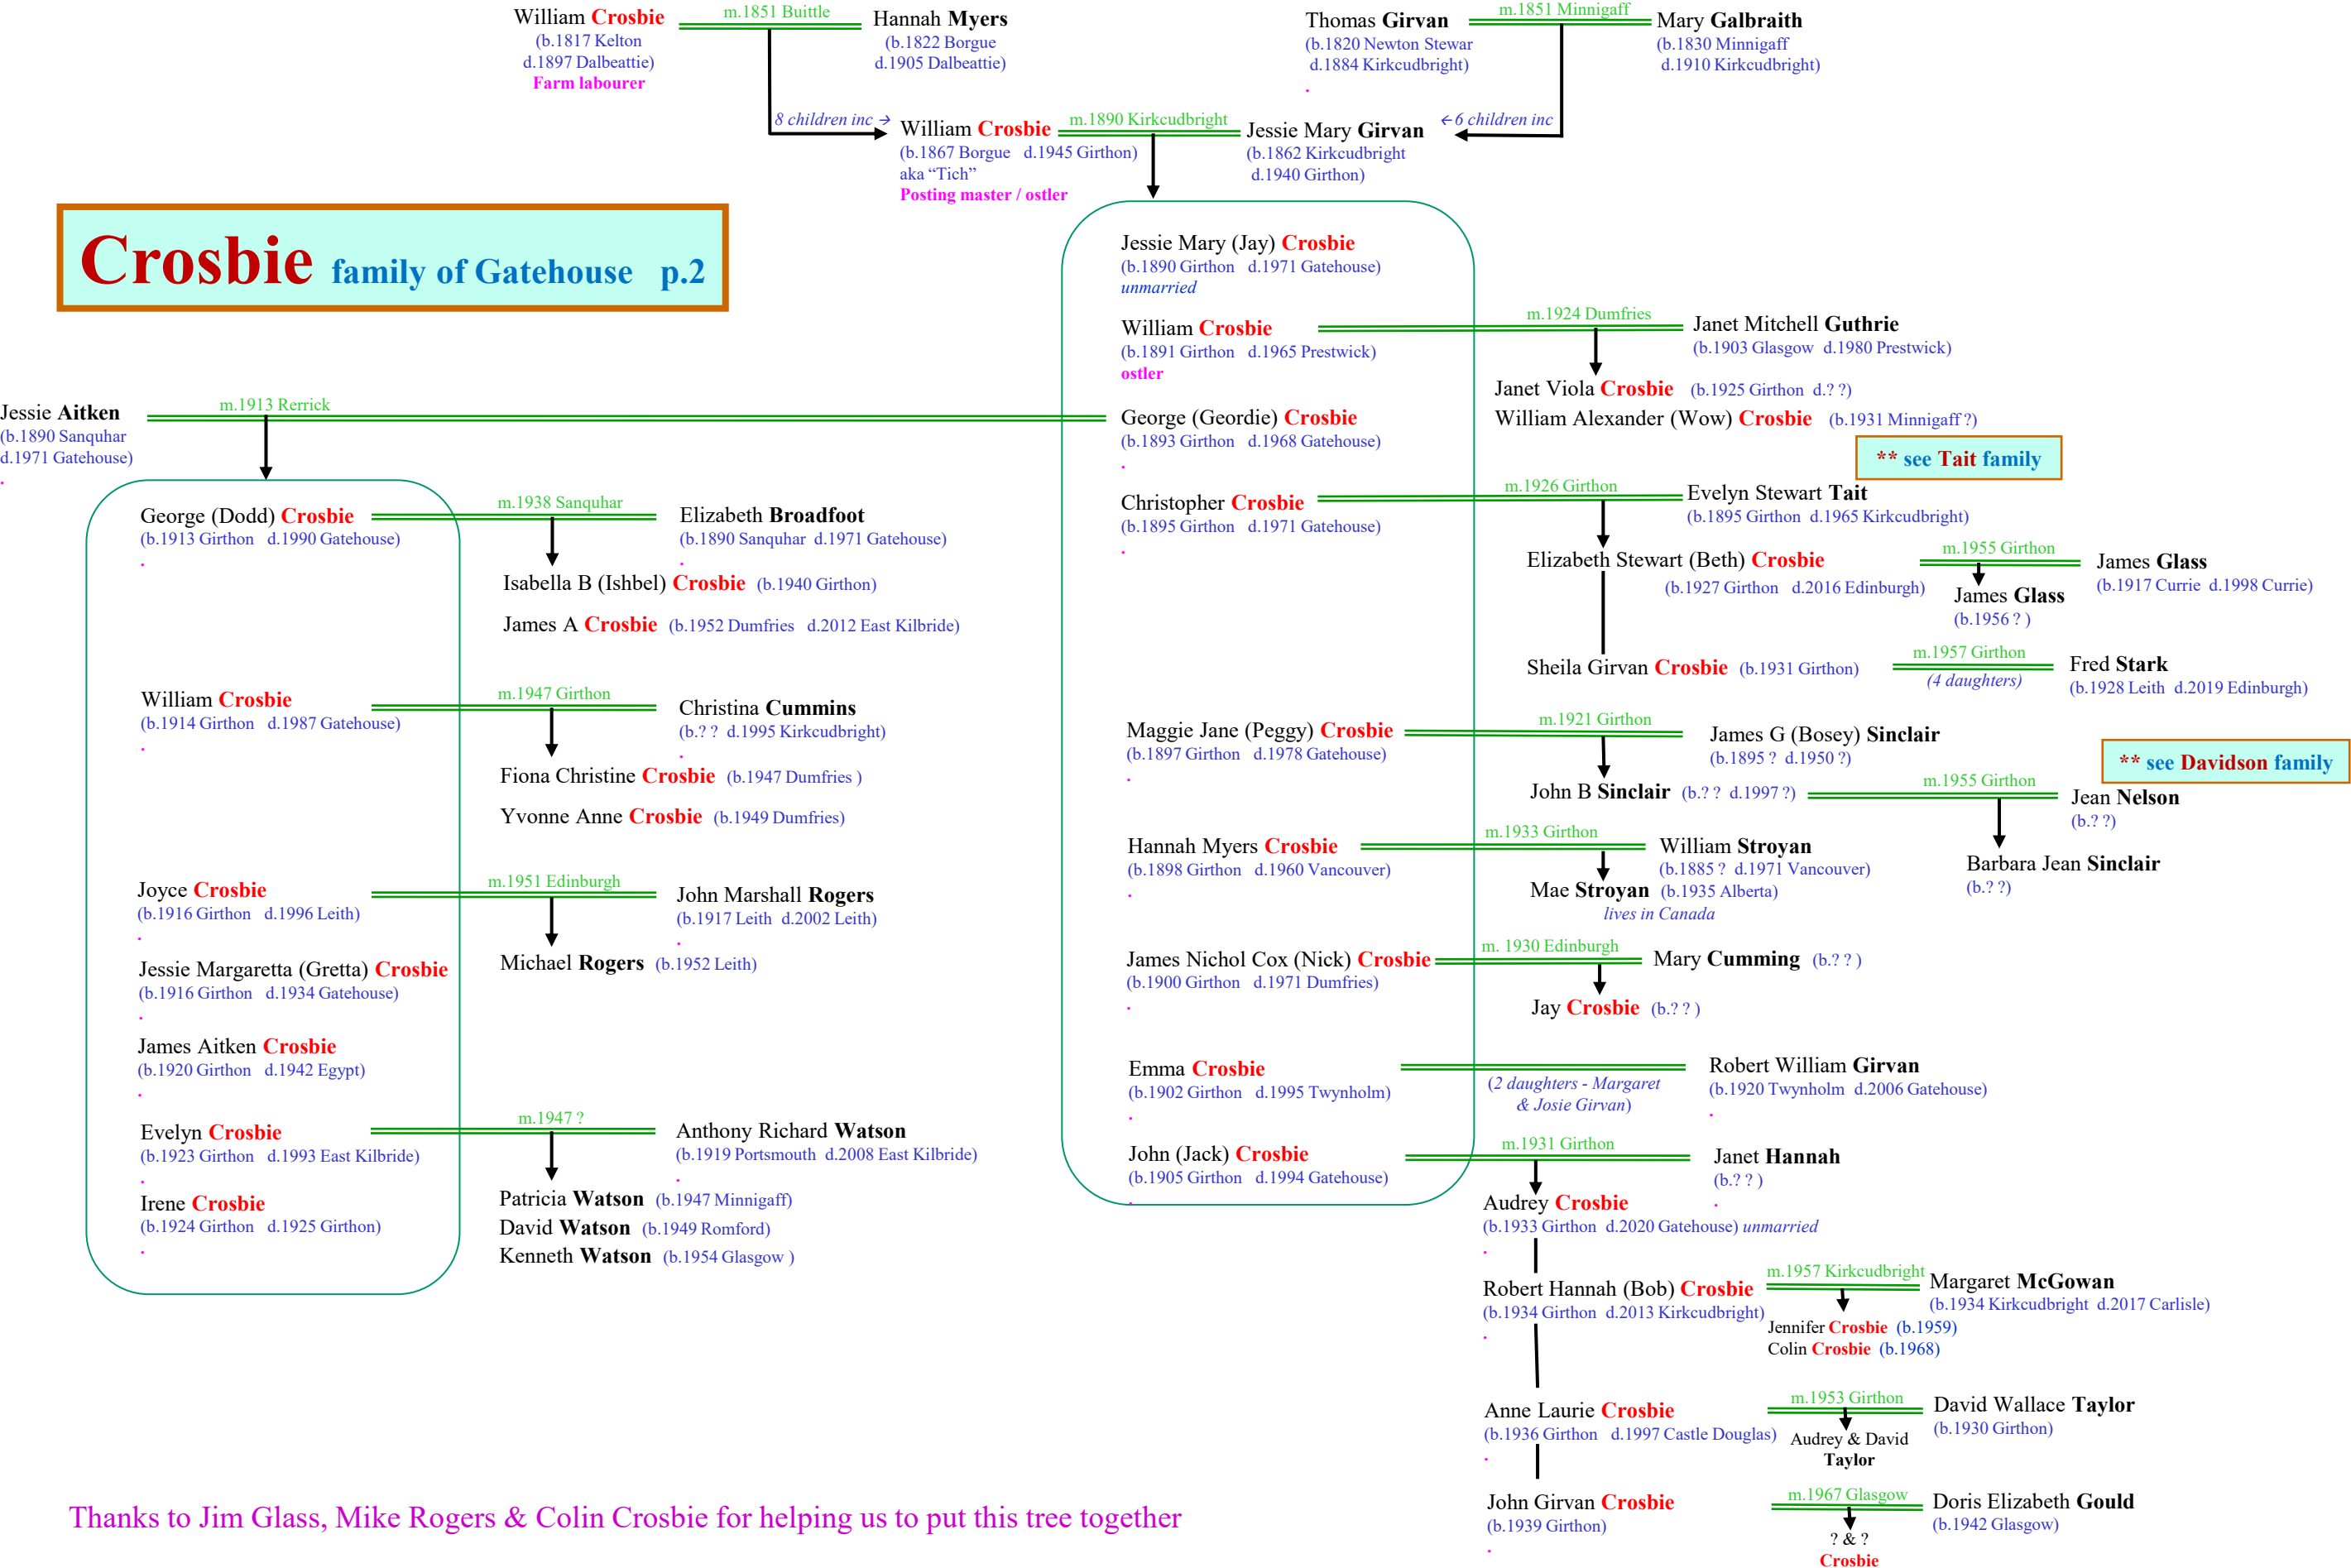 William Crosbie
(b.1817 Kelton
d.1897 Dalbeattie)
Farm labourer
m.1851 Buittle
Hannah Myers
(b.1822 Borgue
d.1905 Dalbeattie)
Thomas Girvan
(b.1820 Newton Stewar
d.1884 Kirkcudbright)
.
m.1851 Minnigaff
Mary Galbraith
(b.1830 Minnigaff
d.1910 Kirkcudbright)
8 children inc →
William Crosbie
(b.1867 Borgue d.1945 Girthon)
aka “Tich”
Posting master / ostler
m.1890 Kirkcudbright
Jessie Mary Girvan
(b.1862 Kirkcudbright
d.1940 Girthon)
← 6 children inc
Crosbie family of Gatehouse p.2
Jessie Mary (Jay) Crosbie
(b.1890 Girthon d.1971 Gatehouse)
unmarried
William Crosbie
(b.1891 Girthon d.1965 Prestwick)
ostler
m.1924 Dumfries
Janet Mitchell Guthrie
(b.1903 Glasgow d.1980 Prestwick)
Janet Viola Crosbie (b.1925 Girthon d.? ?)
William Alexander (Wow) Crosbie (b.1931 Minnigaff ?)
Jessie Aitken
(b.1890 Sanquhar
d.1971 Gatehouse)
.
m.1913 Rerrick
George (Geordie) Crosbie
(b.1893 Girthon d.1968 Gatehouse)
.
** see Tait family
Christopher Crosbie
(b.1895 Girthon d.1971 Gatehouse)
.
m.1926 Girthon
Evelyn Stewart Tait
(b.1895 Girthon d.1965 Kirkcudbright)
Elizabeth Stewart (Beth) Crosbie
(b.1927 Girthon d.2016 Edinburgh)
m.1955 Girthon
James Glass
(b.1917 Currie d.1998 Currie)
James Glass
(b.1956 ? )
Sheila Girvan Crosbie (b.1931 Girthon)
m.1957 Girthon
(4 daughters)
Fred Stark
(b.1928 Leith d.2019 Edinburgh)
George (Dodd) Crosbie
(b.1913 Girthon d.1990 Gatehouse)
.
m.1938 Sanquhar
Elizabeth Broadfoot
(b.1890 Sanquhar d.1971 Gatehouse)
.
Isabella B (Ishbel) Crosbie (b.1940 Girthon)
James A Crosbie (b.1952 Dumfries d.2012 East Kilbride)
William Crosbie
(b.1914 Girthon d.1987 Gatehouse)
.
m.1947 Girthon
Christina Cummins
(b.? ? d.1995 Kirkcudbright)
.
Fiona Christine Crosbie (b.1947 Dumfries )
Yvonne Anne Crosbie (b.1949 Dumfries)
Joyce Crosbie
(b.1916 Girthon d.1996 Leith)
.
m.1951 Edinburgh
John Marshall Rogers
(b.1917 Leith d.2002 Leith)
.
Michael Rogers (b.1952 Leith)
Jessie Margaretta (Gretta) Crosbie
(b.1916 Girthon d.1934 Gatehouse)
.
James Aitken Crosbie
(b.1920 Girthon d.1942 Egypt)
.
Evelyn Crosbie
(b.1923 Girthon d.1993 East Kilbride)
.
m.1947 ?
Anthony Richard Watson
(b.1919 Portsmouth d.2008 East Kilbride)
.
Patricia Watson (b.1947 Minnigaff)
David Watson (b.1949 Romford)
Kenneth Watson (b.1954 Glasgow )
Irene Crosbie
(b.1924 Girthon d.1925 Girthon)
.
Maggie Jane (Peggy) Crosbie
(b.1897 Girthon d.1978 Gatehouse)
.
m.1921 Girthon
James G (Bosey) Sinclair
(b.1895 ? d.1950 ?)
** see Davidson family
John B Sinclair (b.? ? d.1997 ?)
m.1955 Girthon
Jean Nelson
(b.? ?)
Barbara Jean Sinclair
(b.? ?)
Hannah Myers Crosbie
(b.1898 Girthon d.1960 Vancouver)
.
m.1933 Girthon
William Stroyan
(b.1885 ? d.1971 Vancouver)
Mae Stroyan (b.1935 Alberta)
lives in Canada
James Nichol Cox (Nick) Crosbie
(b.1900 Girthon d.1971 Dumfries)
.
m. 1930 Edinburgh
Mary Cumming (b.? ? )
Jay Crosbie (b.? ? )
Emma Crosbie
(b.1902 Girthon d.1995 Twynholm)
.
(2 daughters - Margaret
& Josie Girvan)
Robert William Girvan
(b.1920 Twynholm d.2006 Gatehouse)
.
John (Jack) Crosbie
(b.1905 Girthon d.1994 Gatehouse)
.
m.1931 Girthon
Janet Hannah
(b.? ? )
.
Audrey Crosbie
(b.1933 Girthon d.2020 Gatehouse) unmarried
.
Robert Hannah (Bob) Crosbie
(b.1934 Girthon d.2013 Kirkcudbright)
.
m.1957 Kirkcudbright
Margaret McGowan
(b.1934 Kirkcudbright d.2017 Carlisle)
Jennifer Crosbie (b.1959)
Colin Crosbie (b.1968)
Anne Laurie Crosbie
(b.1936 Girthon d.1997 Castle Douglas)
.
m.1953 Girthon
David Wallace Taylor
(b.1930 Girthon)
Audrey & David
Taylor
John Girvan Crosbie
(b.1939 Girthon)
.
m.1967 Glasgow
Doris Elizabeth Gould
(b.1942 Glasgow)
? & ?
Crosbie
Thanks to Jim Glass, Mike Rogers & Colin Crosbie for helping us to put this tree together